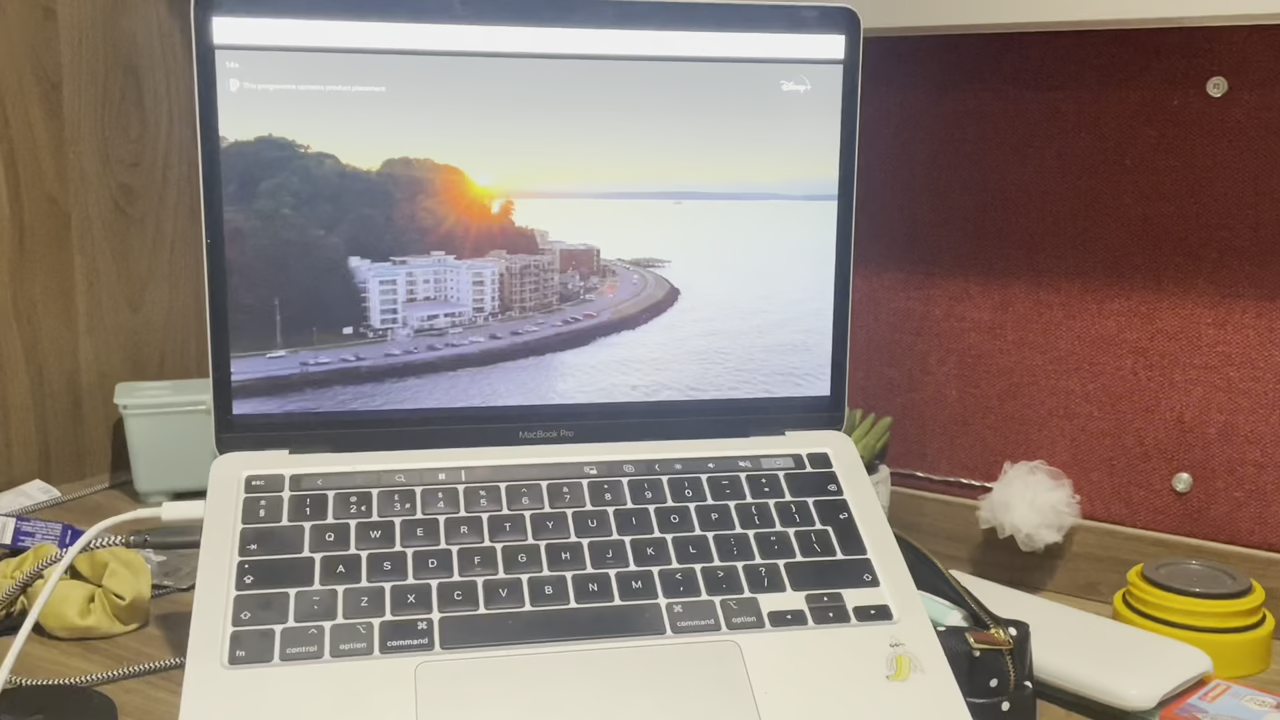 14+
This programme contains product placement
Disney+
MacBook Pro
esc
§ ! 1 @ 2 € £ 3 # $ 4 % 5 ^ 6 & 7 * 8 ( 9 ) 0 _ - + =
Q W E R T Y U I O P { [ } ]
A S D F G H J K L : ; " ' | \
~ ` Z X C V B N M < , > . ? /
fn control option command command option